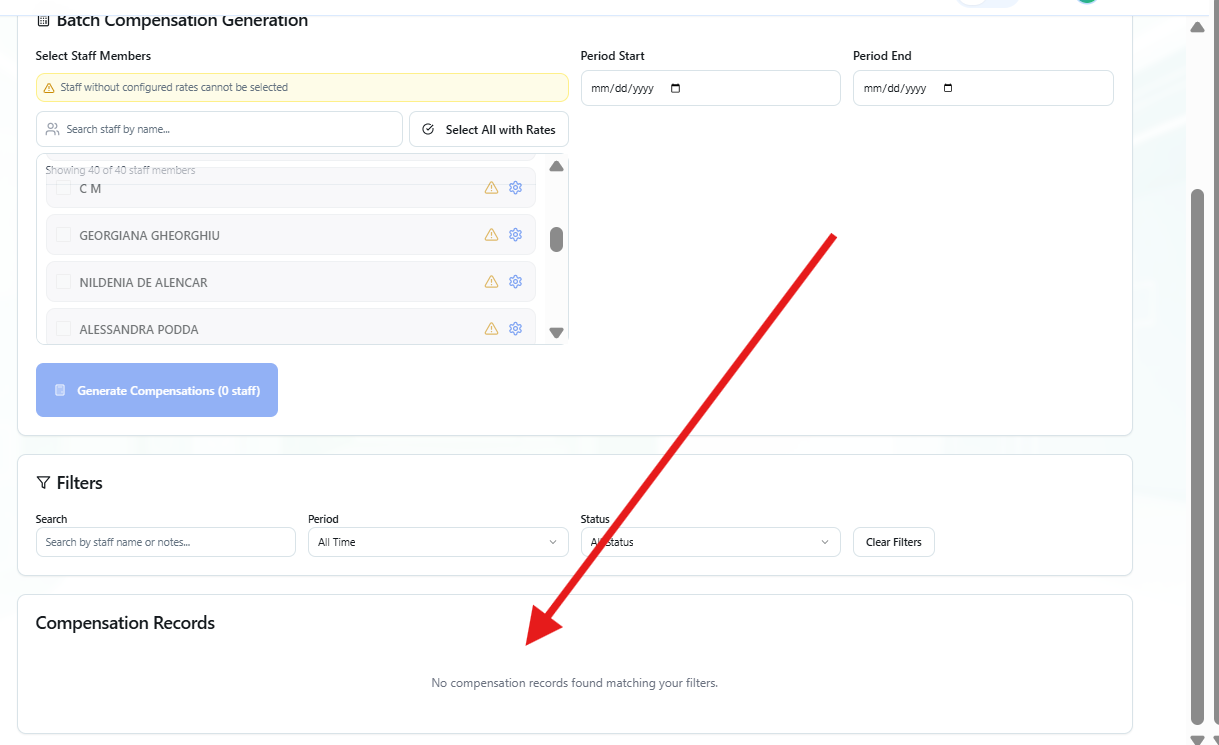 Batch Compensation Generation
Select Staff Members
Period Start
Period End
Staff without configured rates cannot be selected
mm/dd/yyyy
mm/dd/yyyy
Search staff by name...
Select All with Rates
Showing 40 of 40 staff members
C M
GEORGIANA GHEORGHIU
NILDENIA DE ALENCAR
ALESSANDRA PODDA
Generate Compensations (0 staff)
Filters
Search
Period
Status
Search by staff name or notes...
All Time
All Status
Clear Filters
Compensation Records
No compensation records found matching your filters.